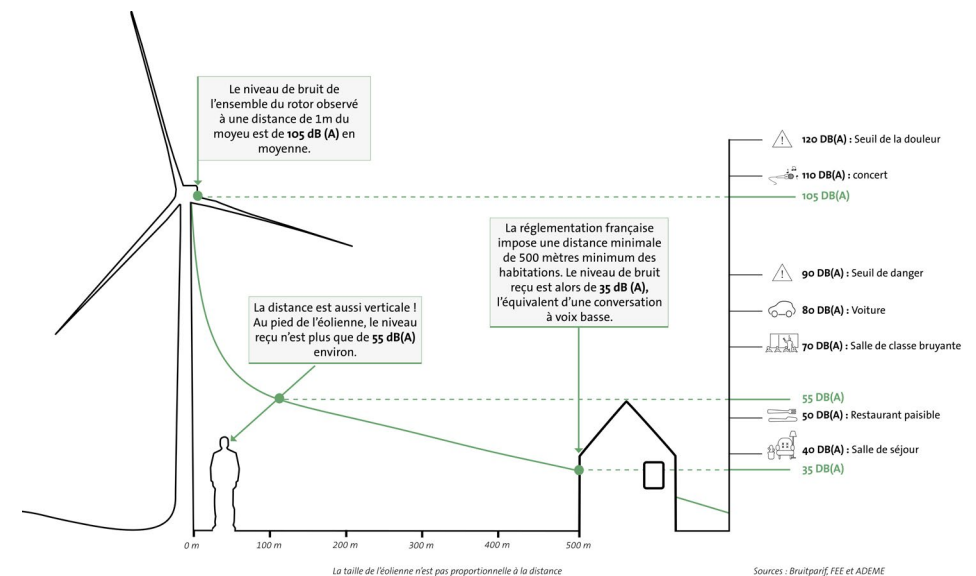 Le niveau de bruit de
l'ensemble du rotor observé
à une distance de 1m du
moyeu est de 105 dB (A) en
moyenne.
La distance est aussi verticale !
Au pied de l'éolienne, le niveau
reçu n'est plus que de 55 dB(A)
environ.
La réglementation française
impose une distance minimale
de 500 mètres minimum des
habitations. Le niveau de bruit
reçu est alors de 35 dB (A),
l'équivalent d'une conversation
à voix basse.
120 DB(A) : Seuil de la douleur
110 DB(A) : concert
105 DB(A)
90 DB(A) : Seuil de danger
80 DB(A) : Voiture
70 DB(A) : Salle de classe bruyante
55 DB(A)
50 DB(A) : Restaurant paisible
40 DB(A) : Salle de séjour
35 DB(A)
0 m
100 m
200 m
300 m
400 m
500 m
La taille de l'éolienne n'est pas proportionnelle à la distance
Sources : Bruitparif, FEE et ADEME